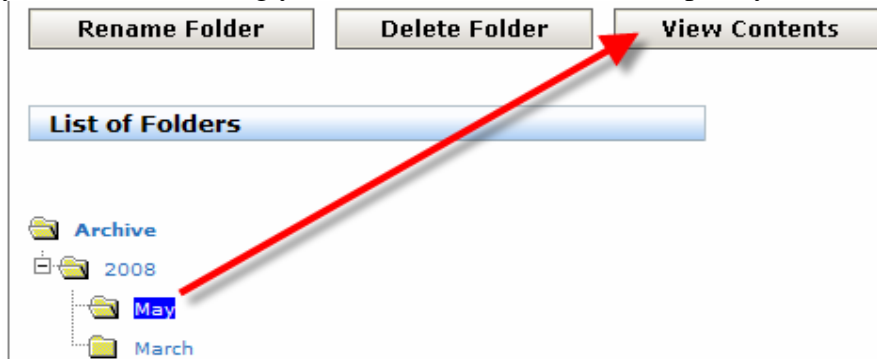 Rename Folder Delete Folder View Contents
List of Folders
Archive
2008
May
March